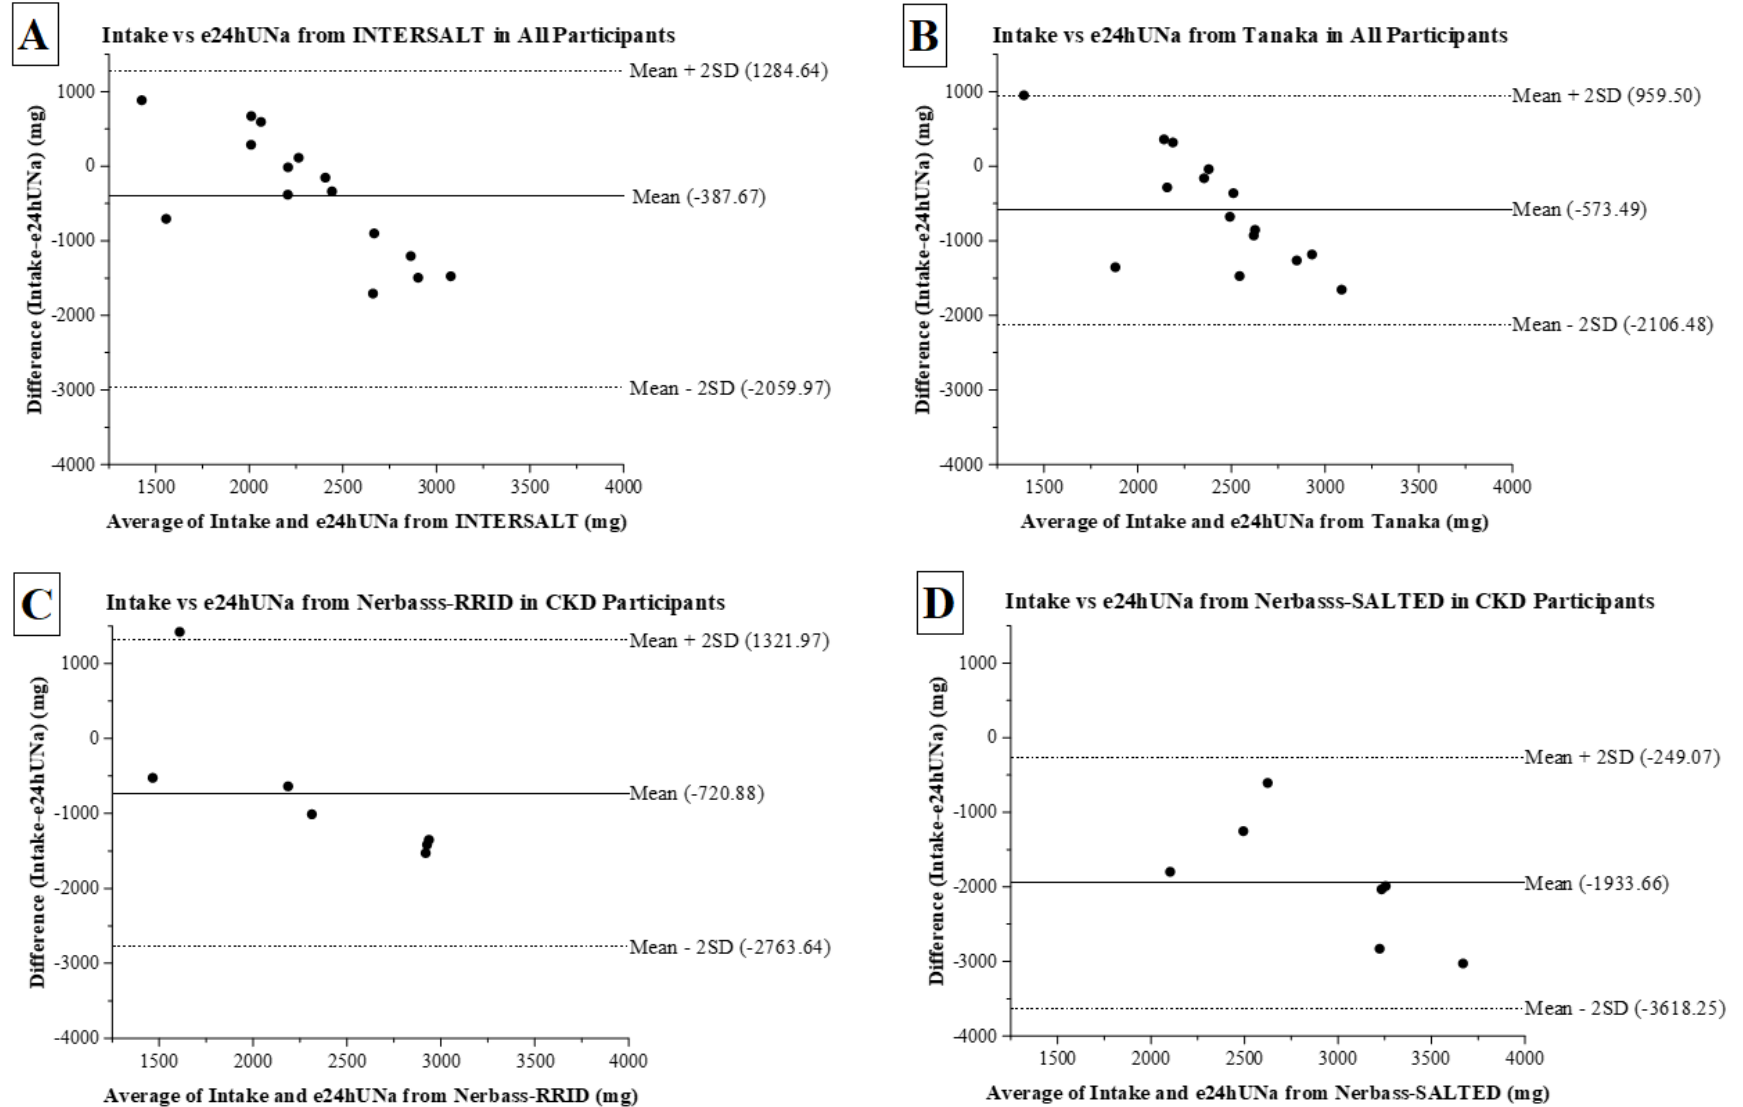 A
Intake vs e24hUNa from INTERSALT in All Participants
Difference (Intake-e24hUNa) (mg)
1000
0
-1000
-2000
-3000
-4000
Mean + 2SD (1284.64)
Mean (-387.67)
Mean - 2SD (-2059.97)
1500 2000 2500 3000 3500 4000
Average of Intake and e24hUNa from INTERSALT (mg)
B
Intake vs e24hUNa from Tanaka in All Participants
Difference (Intake-e24hUNa) (mg)
1000
0
-1000
-2000
-3000
-4000
Mean + 2SD (959.50)
Mean (-573.49)
Mean - 2SD (-2106.48)
1500 2000 2500 3000 3500 4000
Average of Intake and e24hUNa from Tanaka (mg)
C
Intake vs e24hUNa from Nerbasss-RRID in CKD Participants
Difference (Intake-e24hUNa) (mg)
1000
0
-1000
-2000
-3000
-4000
Mean + 2SD (1321.97)
Mean (-720.88)
Mean - 2SD (-2763.64)
1500 2000 2500 3000 3500 4000
Average of Intake and e24hUNa from Nerbass-RRID (mg)
D
Intake vs e24hUNa from Nerbasss-SALTED in CKD Participants
Difference (Intake-e24hUNa) (mg)
1000
0
-1000
-2000
-3000
-4000
Mean + 2SD (-249.07)
Mean (-1933.66)
Mean - 2SD (-3618.25)
1500 2000 2500 3000 3500 4000
Average of Intake and e24hUNa from Nerbass-SALTED (mg)